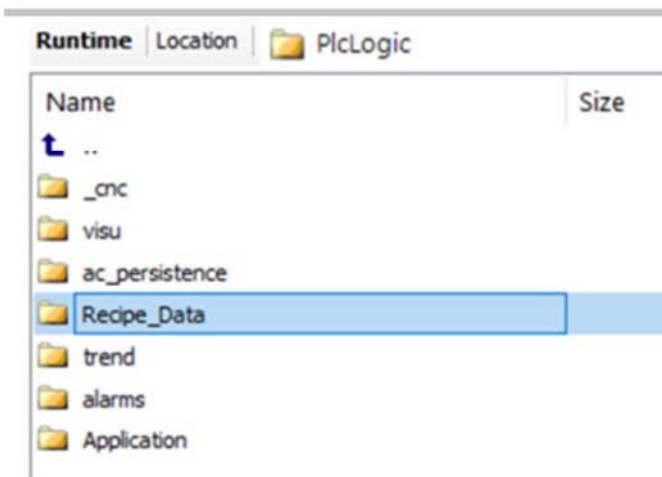 Runtime Location PlcLogic
Name Size
..
_cnc
visu
ac_persistence
Recipe_Data
trend
alarms
Application